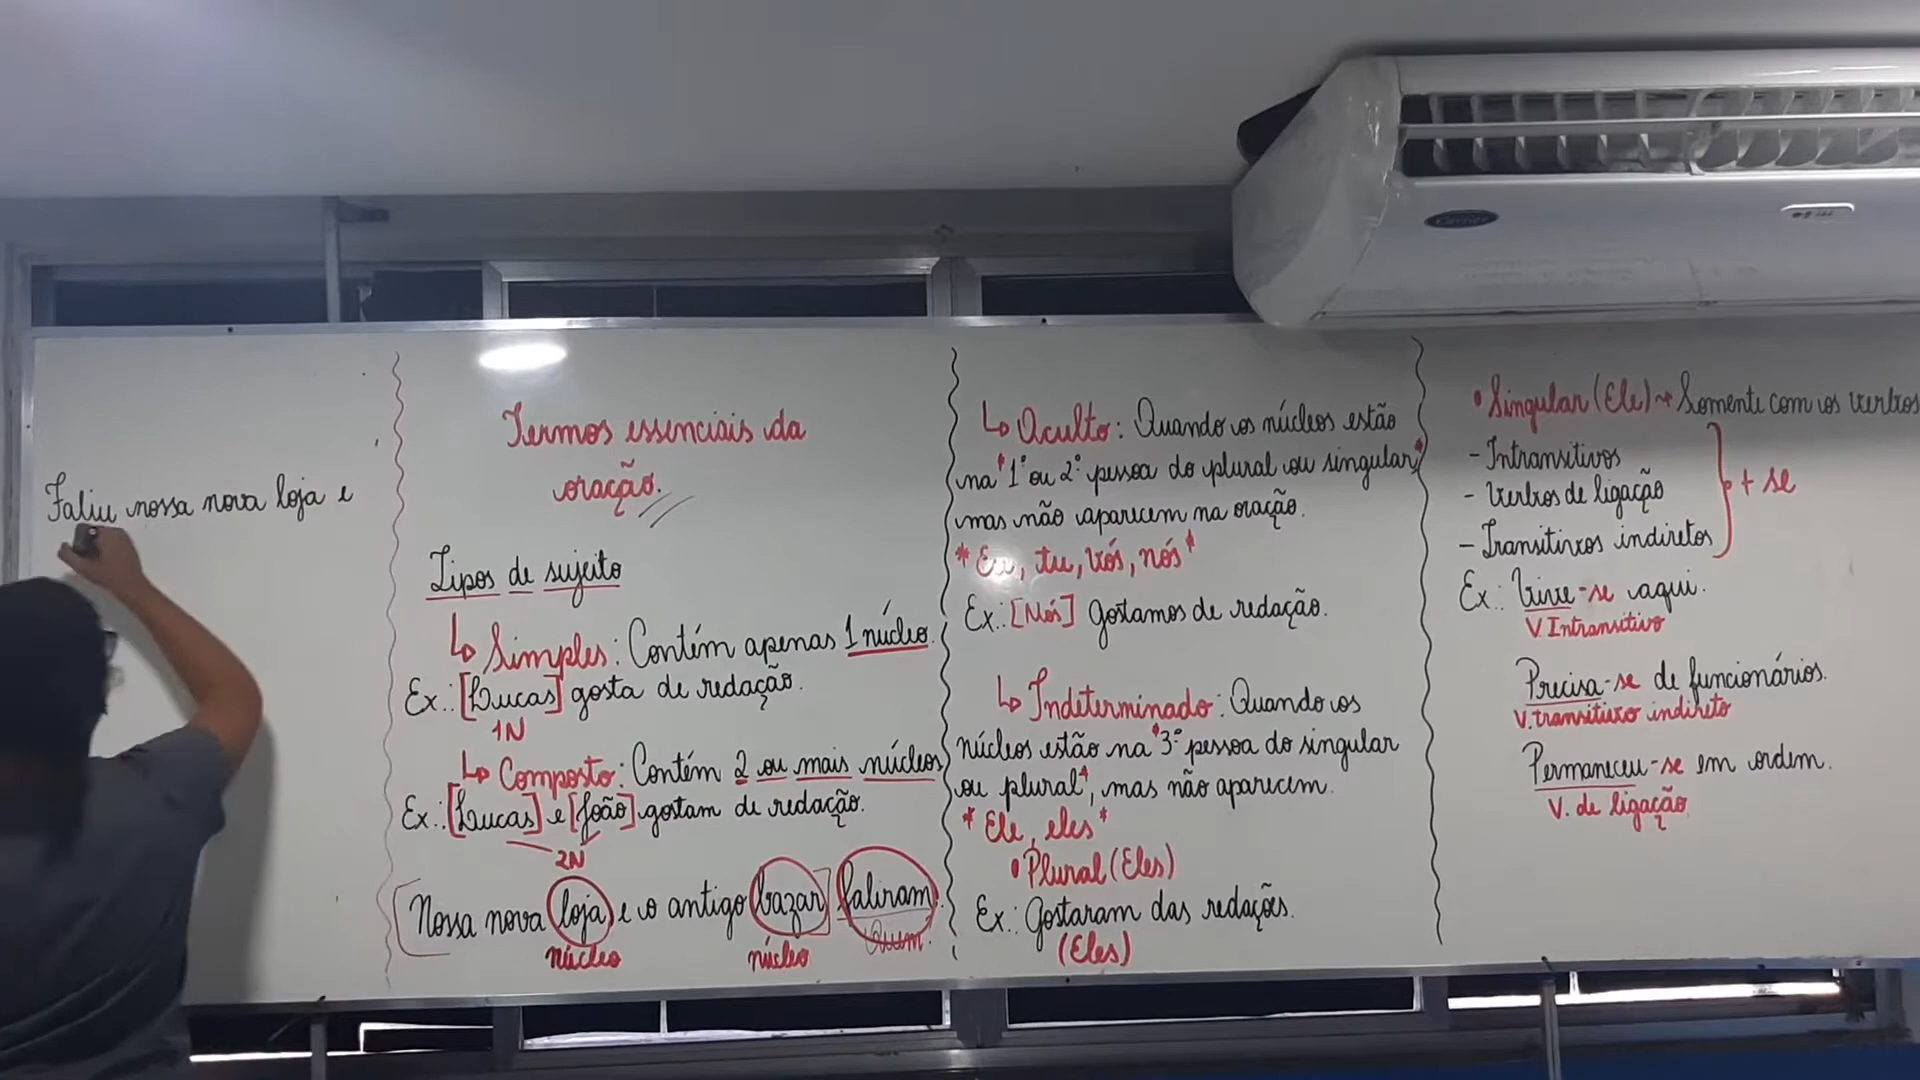 Faliu nossa nova loja e
Termos essenciais da
oração.
Tipos de sujeito
↳ Simples: Contém apenas 1 núcleo.
Ex.: [Lucas] gosta de redação.
1N
↳ Composto: Contém 2 ou mais núcleos
Ex.: [Lucas] e [João] gostam de redação.
2N
Nossa nova loja e o antigo bazar faliram.
Quem?
núcleo núcleo
↳ Oculto: Quando os núcleos estão
na *1ª ou 2ª pessoa do plural ou singular,*
mas não aparecem na oração.
* Eu, tu, vós, nós *
Ex.: [Nós] gostamos de redação.
↳ Indeterminado: Quando os
núcleos estão na *3ª pessoa do singular
ou plural*, mas não aparecem.
* Ele, eles *
• Plural (Eles)
Ex.: Gostaram das redações.
(Eles)
• Singular (Ele) → Somente com os verbos
- Intransitivos
- Verbos de ligação
- Transitivos indiretos
+ se
Ex.: Vive-se aqui.
V. Intransitivo
Precisa-se de funcionários.
V. transitivo indireto
Permaneceu-se em ordem.
V. de ligação
Carrier